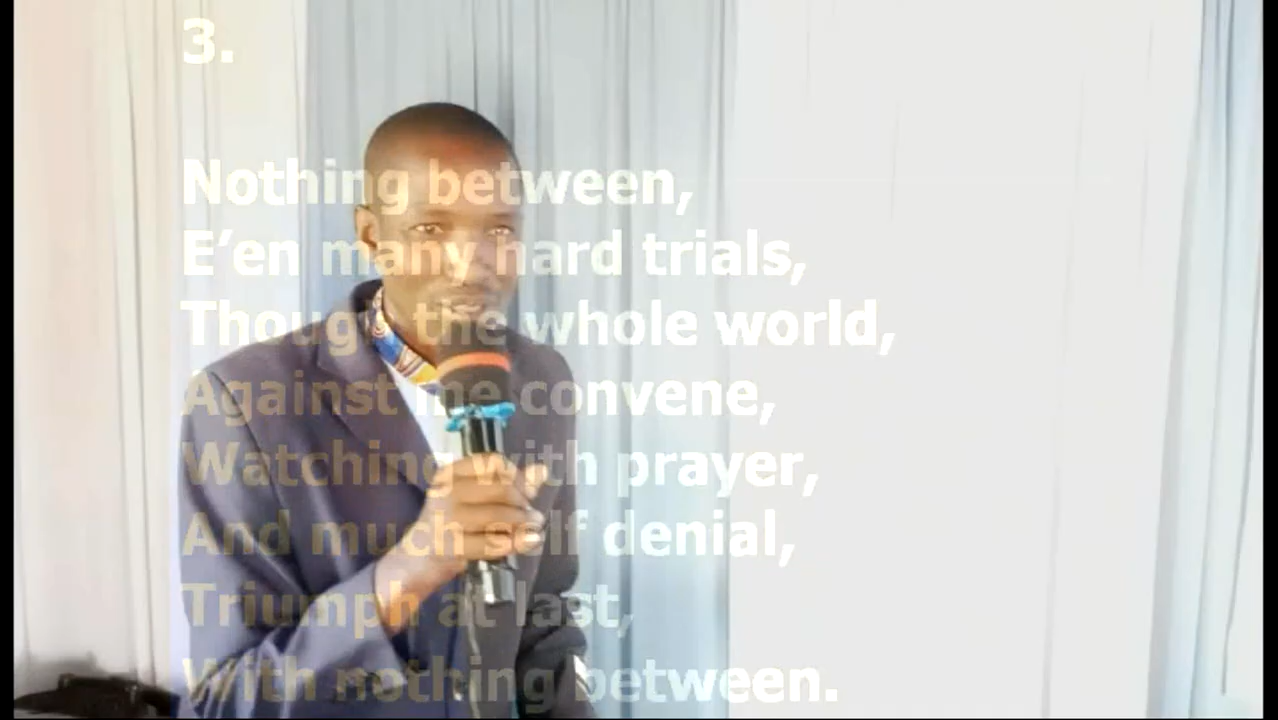 3.
Nothing between,
E’en many hard trials,
Though the whole world,
Against me convene,
Watching with prayer,
And much self denial,
Triumph at last,
With nothing between.